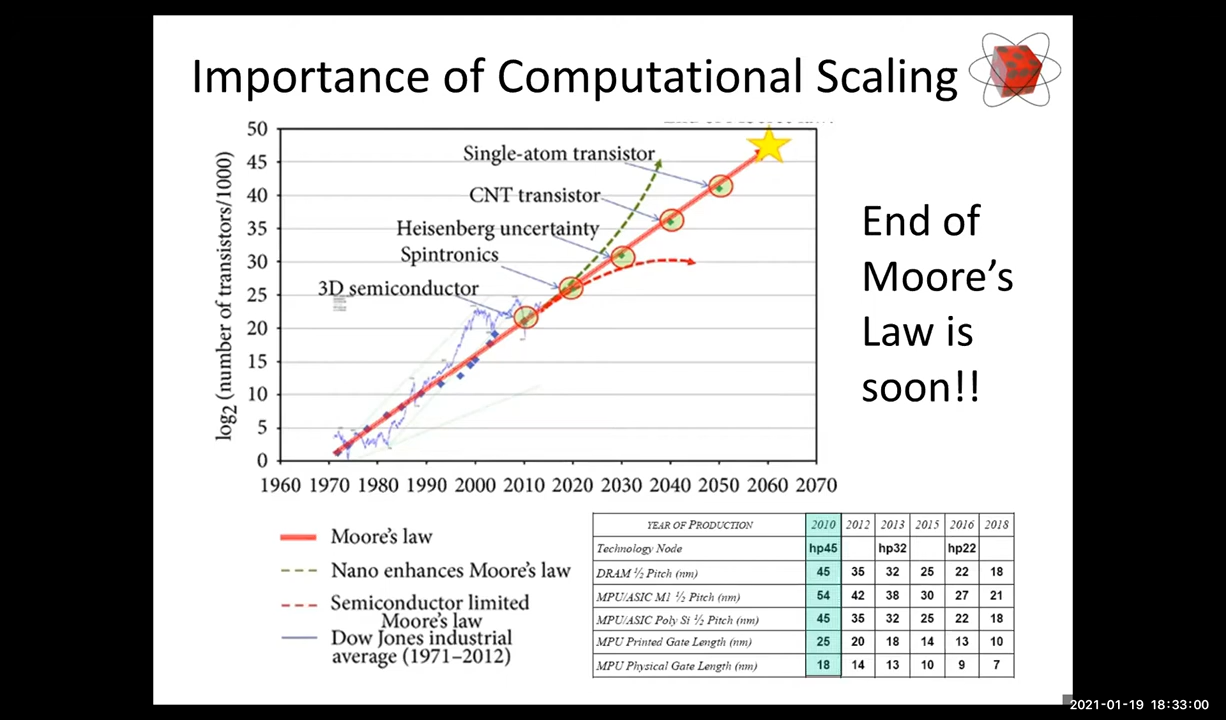 Importance of Computational Scaling
50
45
40
35
30
25
20
15
10
5
0
log2 (number of transistors/1000)
Single-atom transistor
CNT transistor
Heisenberg uncertainty
Spintronics
3D semiconductor
1960 1970 1980 1990 2000 2010 2020 2030 2040 2050 2060 2070
Moore's law
Nano enhances Moore's law
Semiconductor limited
Moore's law
Dow Jones industrial
average (1971–2012)
End of
Moore's
Law is
soon!!
YEAR OF PRODUCTION 2010 2012 2013 2015 2016 2018
Technology Node hp45 hp32 hp22
DRAM ½ Pitch (nm) 45 35 32 25 22 18
MPU/ASIC M1 ½ Pitch (nm) 54 42 38 30 27 21
MPU/ASIC Poly Si ½ Pitch (nm) 45 35 32 25 22 18
MPU Printed Gate Length (nm) 25 20 18 14 13 10
MPU Physical Gate Length (nm) 18 14 13 10 9 7
2021-01-19 18:33:00